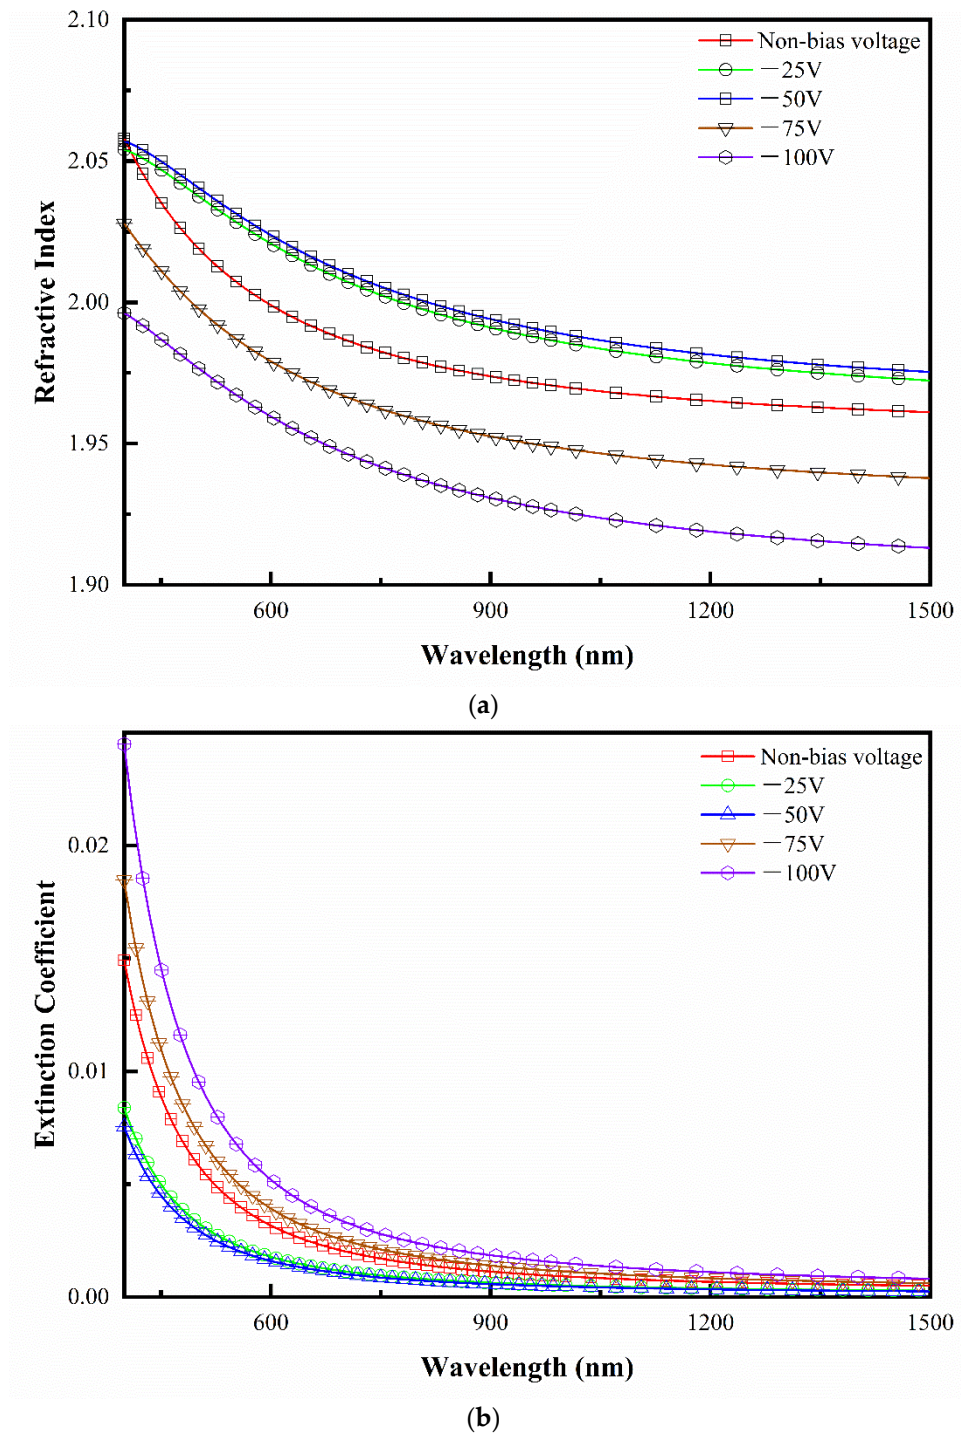 2.10
2.05
2.00
1.95
1.90
Refractive Index
Non-bias voltage
−25V
−50V
−75V
−100V
600
900
1200
1500
Wavelength (nm)
(a)
0.02
0.01
0.00
Extinction Coefficient
Non-bias voltage
−25V
−50V
−75V
−100V
600
900
1200
1500
Wavelength (nm)
(b)